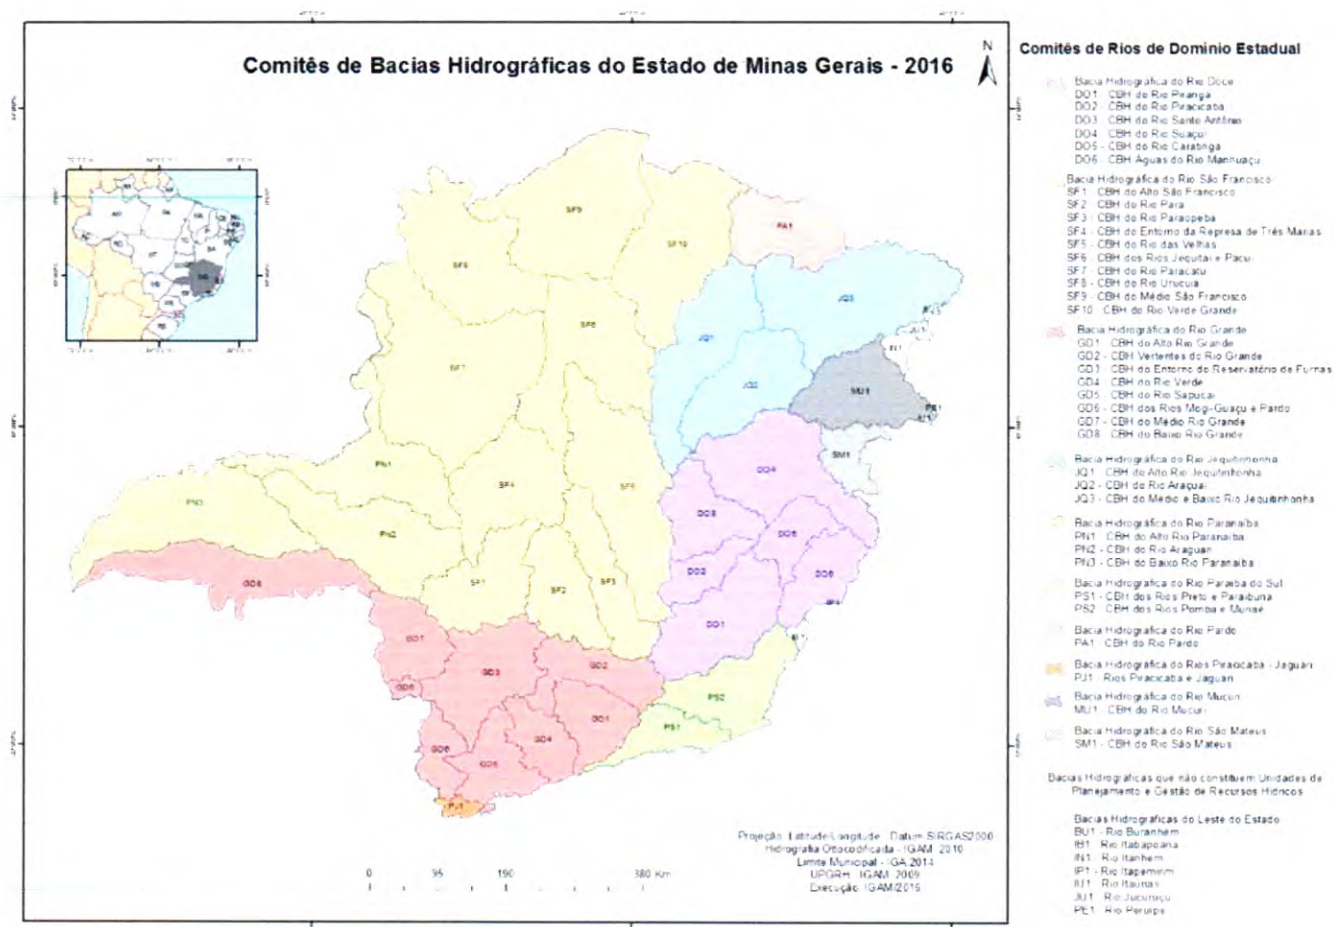 Comitês de Bacias Hidrográficas do Estado de Minas Gerais - 2016
N
SF9
SF10
PA1
SF8
JQ3
SF6
JQ1
IN1
SF7
JQ2
MU1
PE1
SM1
PN1
DO4
SF4
SF5
PN3
DO3
PN2
DO5
SF1
SF2
SF3
DO2
DO6
GD8
DO1
GD7
GD2
GD3
GD6
PS2
GD1
PS1
GD4
GD6
GD5
PJ1
0 95 190 380 Km
Projeção: Latitude/Longitude - Datum SIRGAS2000
Hidrografia Ottocodificada - IGAM, 2010
Limite Municipal - IGA, 2014
UPGRH - IGAM, 2009
Execução: IGAM/2016
Comitês de Rios de Domínio Estadual
Bacia Hidrográfica do Rio Doce
DO1 - CBH do Rio Piranga
DO2 - CBH do Rio Piracicaba
DO3 - CBH do Rio Santo Antônio
DO4 - CBH do Rio Suaçuí
DO5 - CBH do Rio Caratinga
DO6 - CBH Águas do Rio Manhuaçu
Bacia Hidrográfica do Rio São Francisco
SF1 - CBH do Alto São Francisco
SF2 - CBH do Rio Pará
SF3 - CBH do Rio Paraopeba
SF4 - CBH do Entorno da Represa de Três Marias
SF5 - CBH do Rio das Velhas
SF6 - CBH dos Rios Jequitaí e Pacuí
SF7 - CBH do Rio Paracatu
SF8 - CBH do Rio Urucuia
SF9 - CBH do Médio São Francisco
SF10 - CBH do Rio Verde Grande
Bacia Hidrográfica do Rio Grande
GD1 - CBH do Alto Rio Grande
GD2 - CBH Vertentes do Rio Grande
GD3 - CBH do Entorno do Reservatório de Furnas
GD4 - CBH do Rio Verde
GD5 - CBH do Rio Sapucaí
GD6 - CBH dos Rios Mogi-Guaçu e Pardo
GD7 - CBH do Médio Rio Grande
GD8 - CBH do Baixo Rio Grande
Bacia Hidrográfica do Rio Jequitinhonha
JQ1 - CBH do Alto Rio Jequitinhonha
JQ2 - CBH do Rio Araçuaí
JQ3 - CBH do Médio e Baixo Rio Jequitinhonha
Bacia Hidrográfica do Rio Paranaíba
PN1 - CBH do Alto Rio Paranaíba
PN2 - CBH do Rio Araguari
PN3 - CBH do Baixo Rio Paranaíba
Bacia Hidrográfica do Rio Paraíba do Sul
PS1 - CBH dos Rios Preto e Paraibuna
PS2 - CBH dos Rios Pomba e Muriaé
Bacia Hidrográfica do Rio Pardo
PA1 - CBH do Rio Pardo
Bacia Hidrográfica do Rios Piracicaba - Jaguari
PJ1 - Rios Piracicaba e Jaguari
Bacia Hidrográfica do Rio Mucuri
MU1 - CBH do Rio Mucuri
Bacia Hidrográfica do Rio São Mateus
SM1 - CBH do Rio São Mateus
Bacias Hidrográficas que não constituem Unidades de
Planejamento e Gestão de Recursos Hídricos
Bacias Hidrográficas do Leste do Estado
BU1 - Rio Buranhém
IB1 - Rio Itabapoana
IN1 - Rio Itanhém
IP1 - Rio Itapemirim
IU1 - Rio Itaúnas
JU1 - Rio Jucuruçu
PE1 - Rio Peruípe